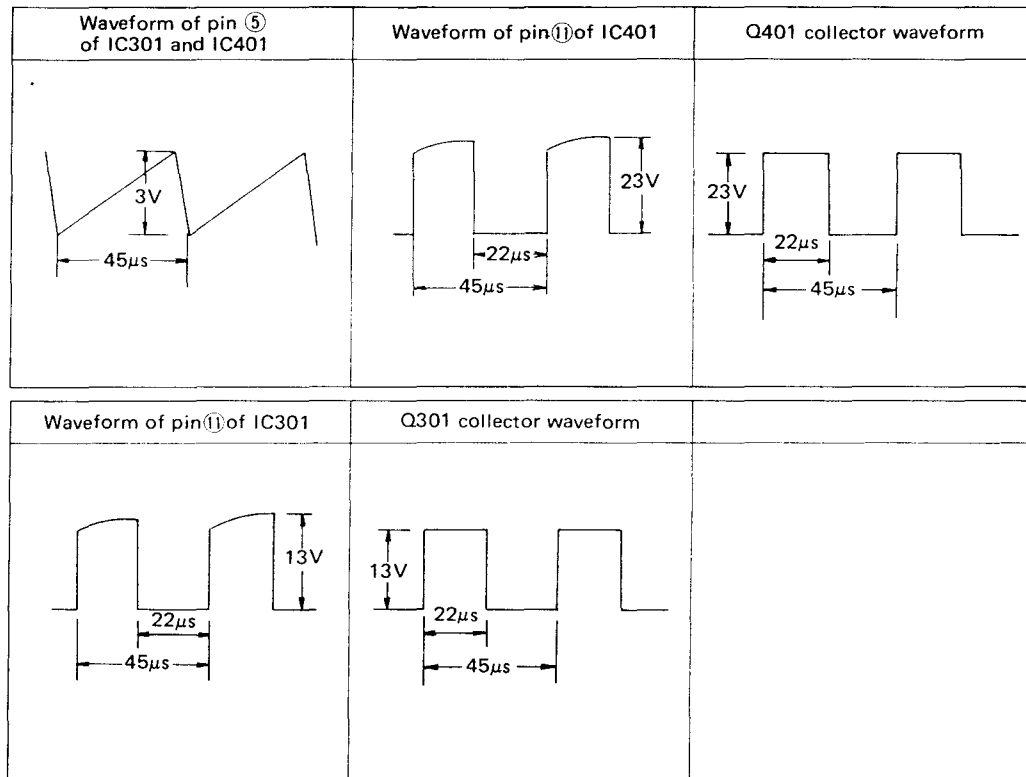 Waveform of pin ⑤
of IC301 and IC401
Waveform of pin ⑪ of IC401
Q401 collector waveform
3V
45μs
23V
22μs
45μs
23V
22μs
45μs
Waveform of pin ⑪ of IC301
Q301 collector waveform
13V
22μs
45μs
13V
22μs
45μs